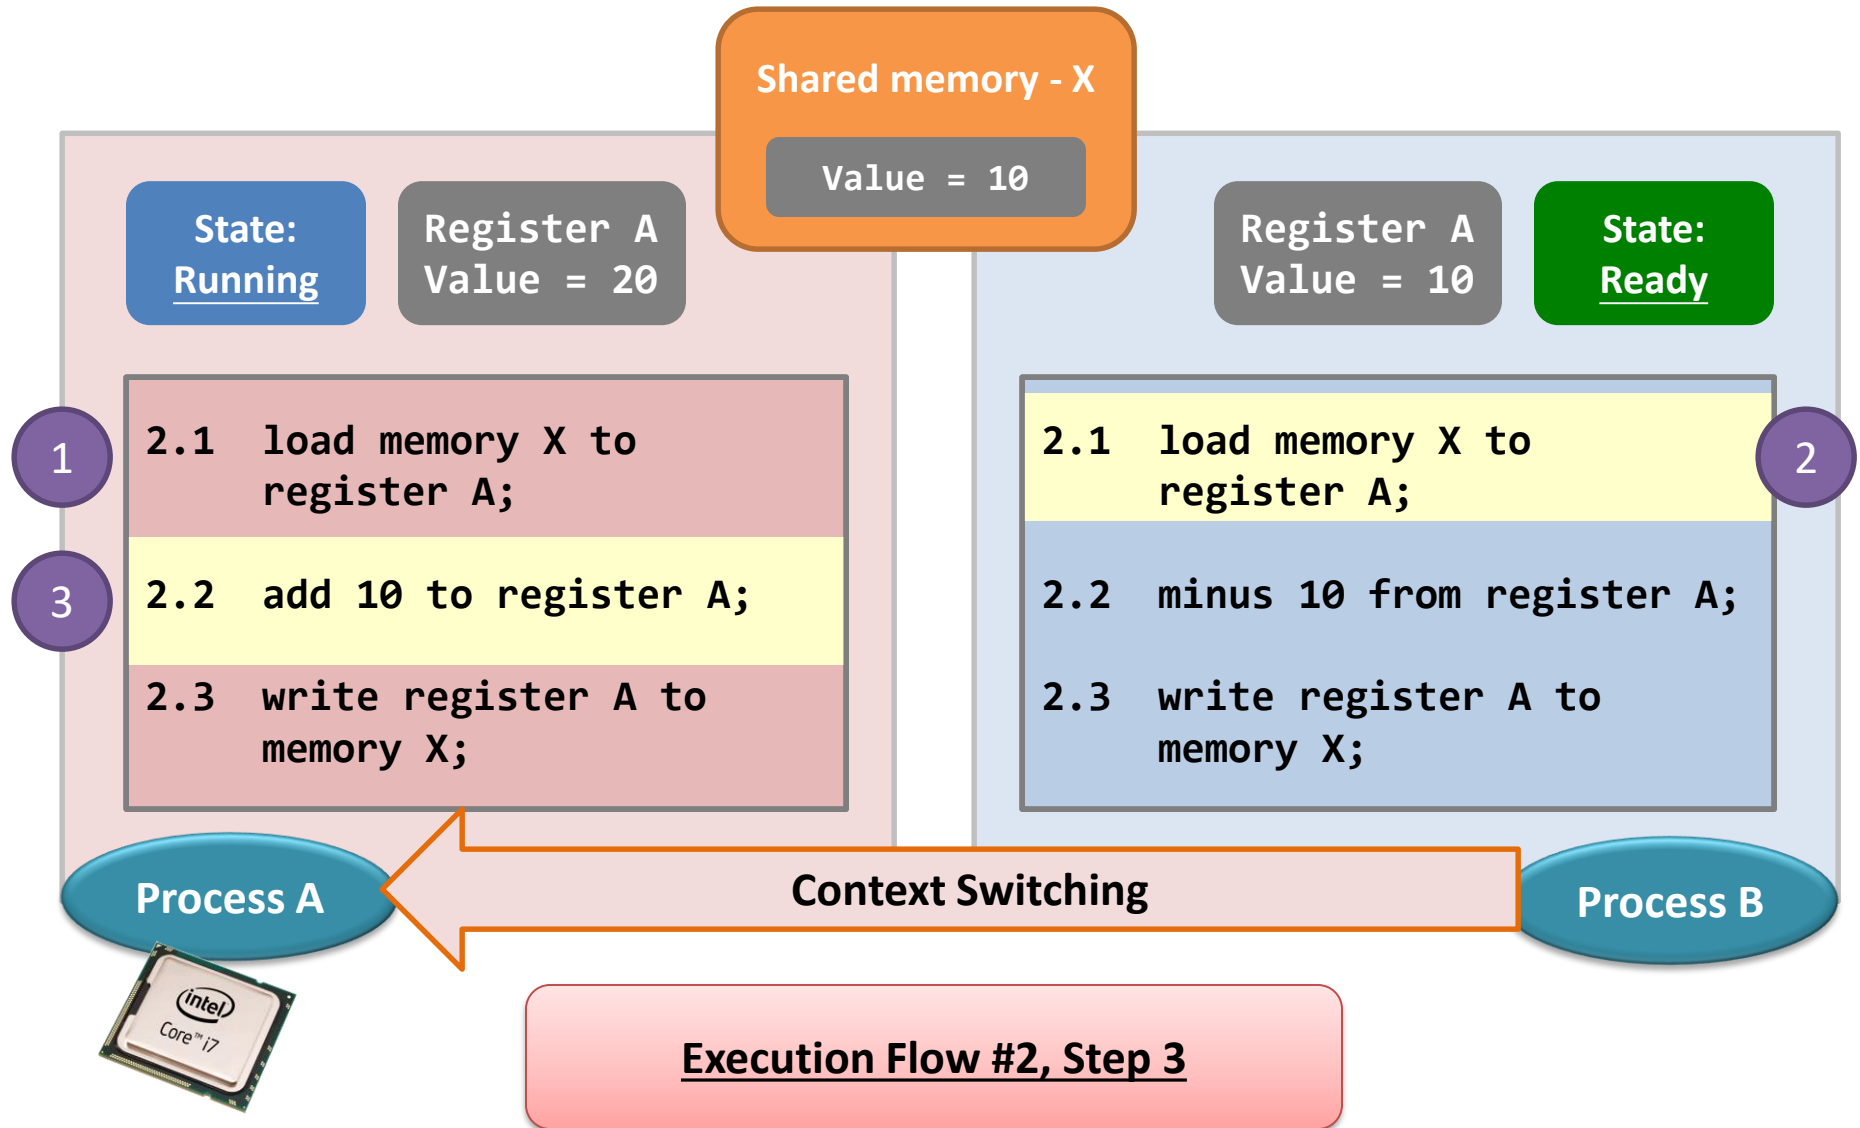 Shared memory - X
Value = 10
State:
Running
Register A
Value = 20
Register A
Value = 10
State:
Ready
1
2.1 load memory X to
register A;
3
2.2 add 10 to register A;
2.3 write register A to
memory X;
2.1 load memory X to
register A;
2
2.2 minus 10 from register A;
2.3 write register A to
memory X;
Process A
Context Switching
Process B
intel
Core™ i7
Execution Flow #2, Step 3